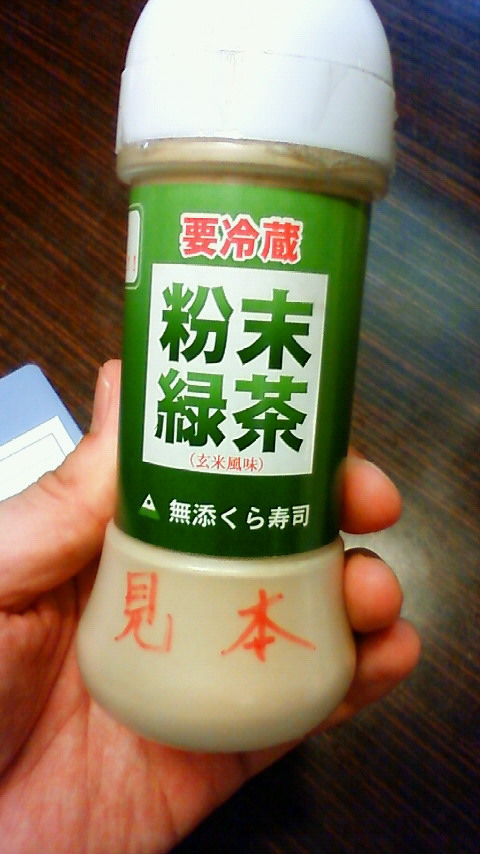 要冷蔵
粉末
緑茶
(玄米風味)
無添くら寿司
見本